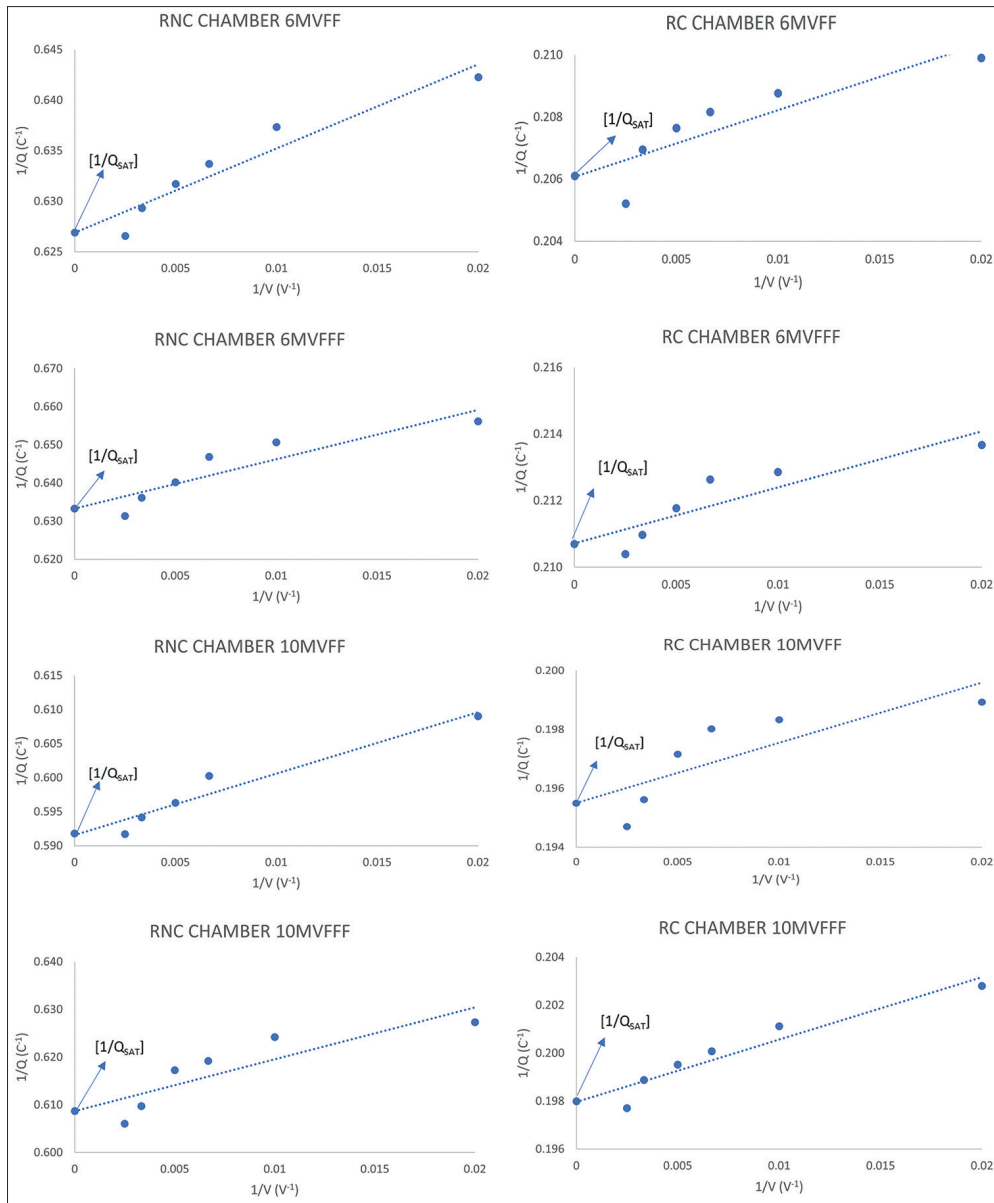 RNC CHAMBER 6MVFF
0.645
0.640
0.635
0.630
0.625
1/Q (C⁻¹)
[1/Q_SAT]
0 0.005 0.01 0.015 0.02
1/V (V⁻¹)
RC CHAMBER 6MVFF
0.210
0.208
0.206
0.204
1/Q (C⁻¹)
[1/Q_SAT]
0 0.005 0.01 0.015 0.02
1/V (V⁻¹)
RNC CHAMBER 6MVFFF
0.670
0.660
0.650
0.640
0.630
0.620
1/Q (C⁻¹)
[1/Q_SAT]
0 0.005 0.01 0.015 0.02
1/V (V⁻¹)
RC CHAMBER 6MVFFF
0.216
0.214
0.212
0.210
1/Q (C⁻¹)
[1/Q_SAT]
0 0.005 0.01 0.015 0.02
1/V (V⁻¹)
RNC CHAMBER 10MVFF
0.615
0.610
0.605
0.600
0.595
0.590
1/Q (C⁻¹)
[1/Q_SAT]
0 0.005 0.01 0.015 0.02
1/V (V⁻¹)
RC CHAMBER 10MVFF
0.200
0.198
0.196
0.194
1/Q (C⁻¹)
[1/Q_SAT]
0 0.005 0.01 0.015 0.02
1/V (V⁻¹)
RNC CHAMBER 10MVFFF
0.640
0.630
0.620
0.610
0.600
1/Q (C⁻¹)
[1/Q_SAT]
0 0.005 0.01 0.015 0.02
1/V (V⁻¹)
RC CHAMBER 10MVFFF
0.204
0.202
0.200
0.198
0.196
1/Q (C⁻¹)
[1/Q_SAT]
0 0.005 0.01 0.015 0.02
1/V (V⁻¹)